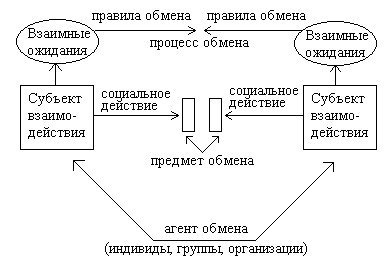 правила обмена правила обмена
Взаимные
ожидания
процесс обмена
Взаимные
ожидания
Субъект
взаимо-
действия
социальное
действие
социальное
действие
Субъект
взаимо-
действия
предмет обмена
агент обмена
(индивиды, группы, организации)